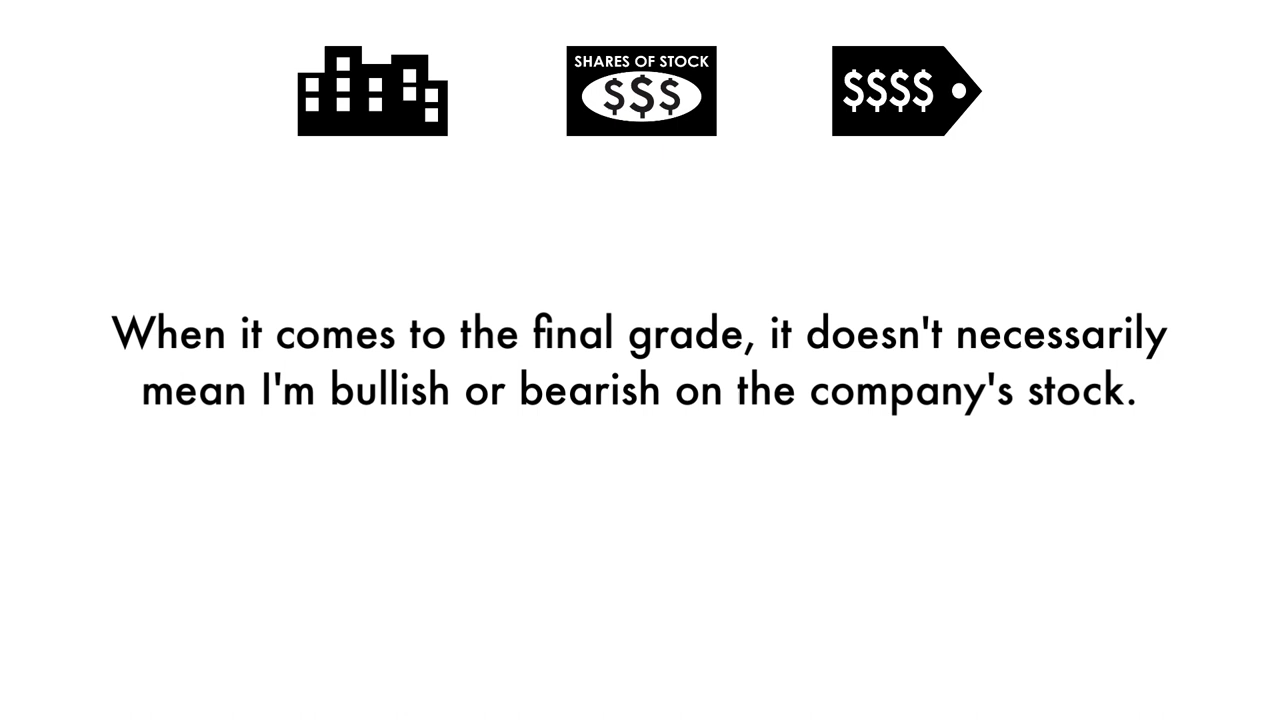 SHARES OF STOCK
$$$
$$$$
When it comes to the final grade, it doesn't necessarily
mean I'm bullish or bearish on the company's stock.